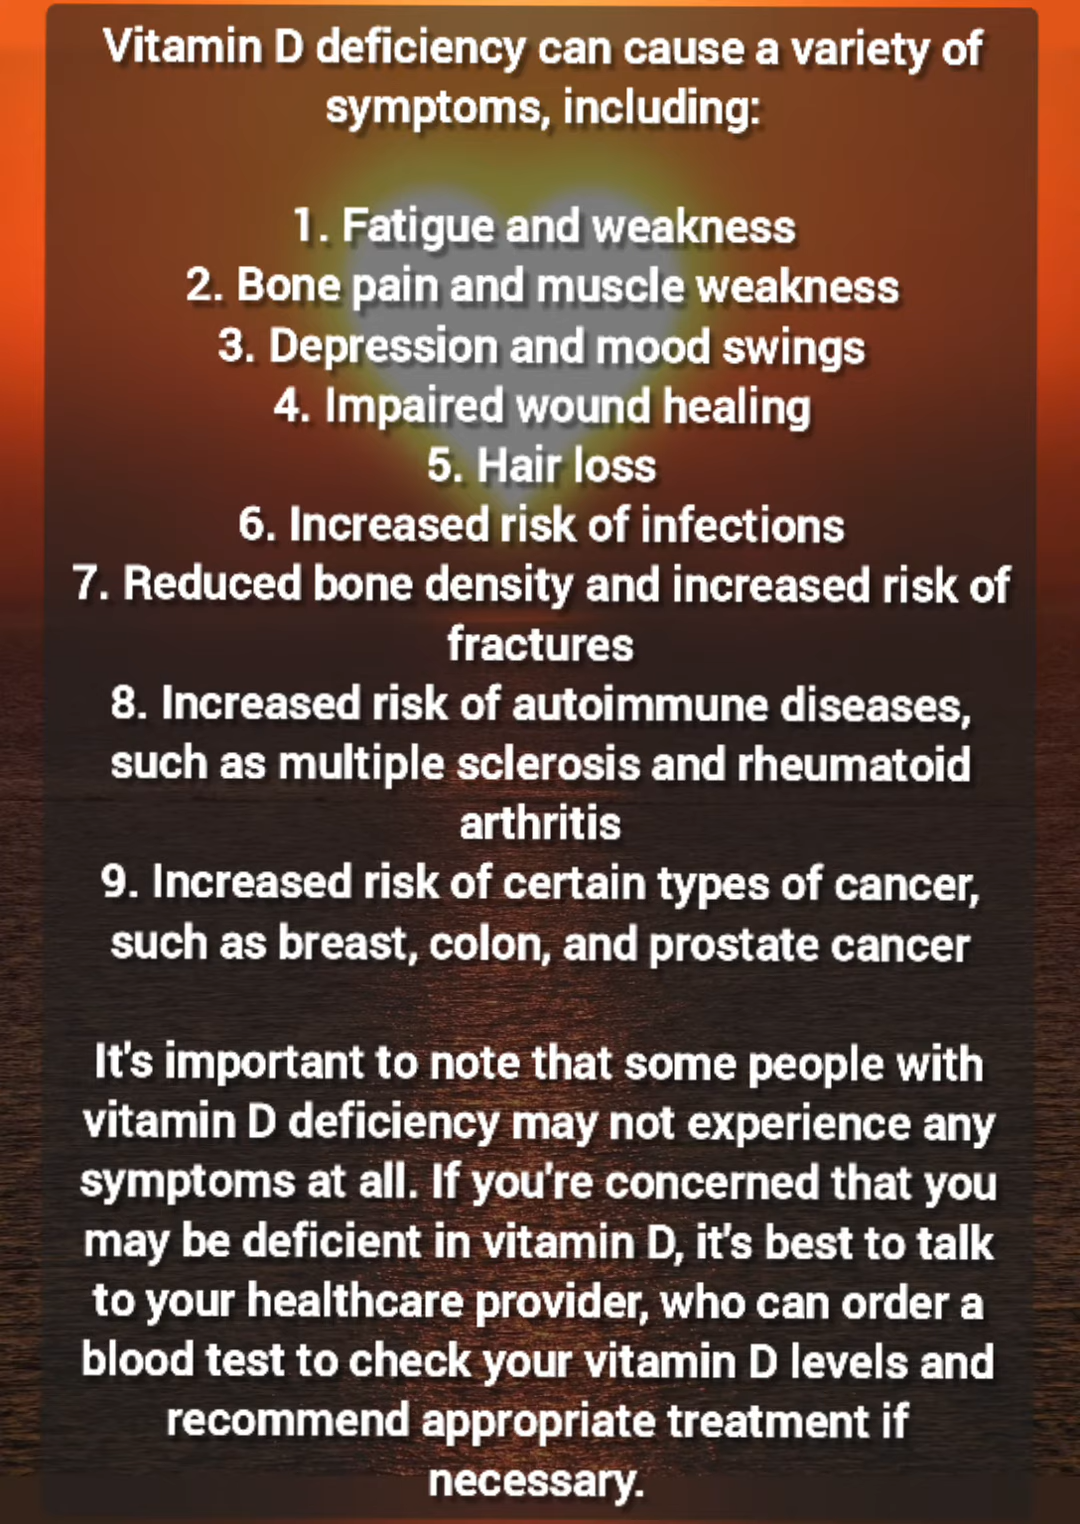 Vitamin D deficiency can cause a variety of
symptoms, including:
1. Fatigue and weakness
2. Bone pain and muscle weakness
3. Depression and mood swings
4. Impaired wound healing
5. Hair loss
6. Increased risk of infections
7. Reduced bone density and increased risk of
fractures
8. Increased risk of autoimmune diseases,
such as multiple sclerosis and rheumatoid
arthritis
9. Increased risk of certain types of cancer,
such as breast, colon, and prostate cancer
It's important to note that some people with
vitamin D deficiency may not experience any
symptoms at all. If you're concerned that you
may be deficient in vitamin D, it's best to talk
to your healthcare provider, who can order a
blood test to check your vitamin D levels and
recommend appropriate treatment if
necessary.